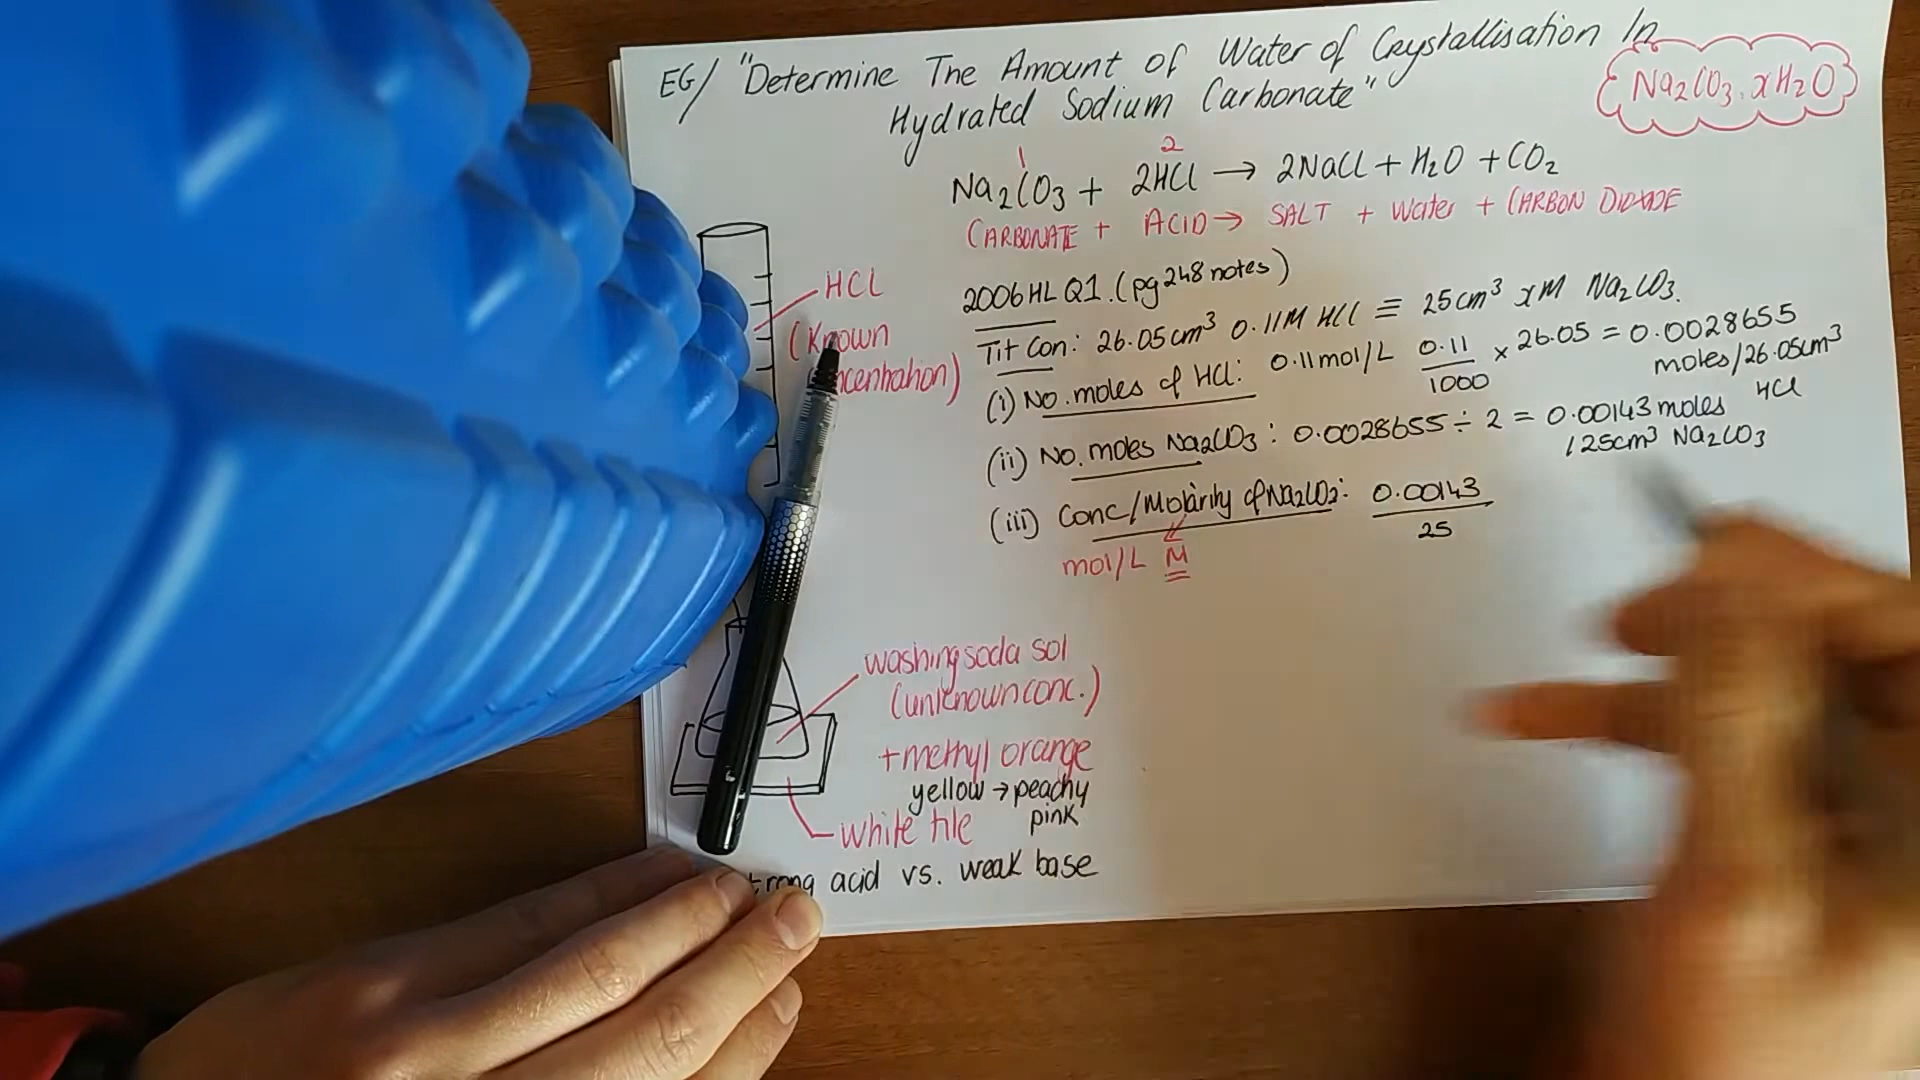 EG/ "Determine The Amount of Water of Crystallisation In
Hydrated Sodium Carbonate"
Na2CO3.xH2O
1 2
Na2CO3 + 2HCl → 2NaCl + H2O + CO2
CARBONATE + ACID → SALT + Water + CARBON DIOXIDE
HCL
(Known
2006HL Q1. (pg 248 notes)
Tit Con: 26.05cm³ 0.11M HCl ≡ 25cm³ xM Na2CO3.
(i) No. moles of HCl: 0.11mol/L 0.11/1000 × 26.05 = 0.0028655
moles/26.05cm³
HCl
(ii) No. moles Na2CO3: 0.0028655 ÷ 2 = 0.00143 moles
/25cm³ Na2CO3
(iii) Conc/Molarity of Na2CO3: 0.00143
25
mol/L M
washing soda sol
(unknown conc.)
+ methyl orange
yellow → peachy
pink
white tile
acid vs. weak base